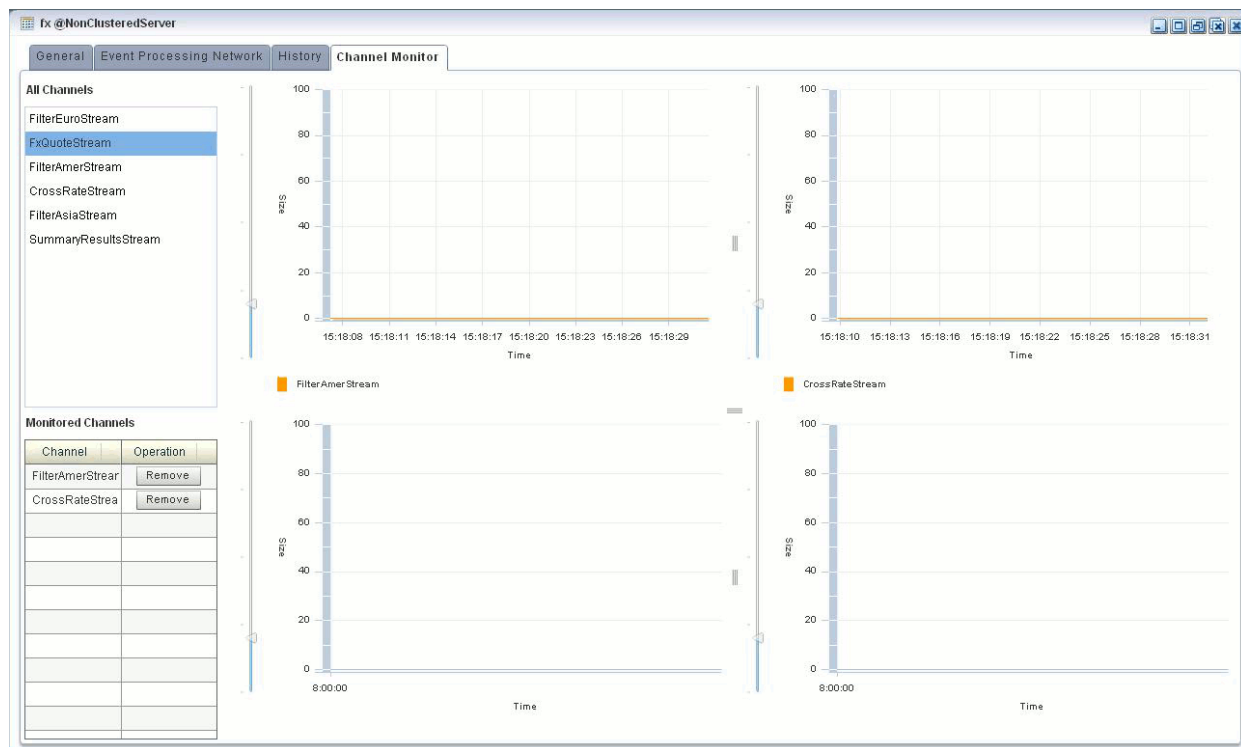 fx @NonClusteredServer
General Event Processing Network History Channel Monitor
All Channels
FilterEuroStream
FxQuoteStream
FilterAmerStream
CrossRateStream
FilterAsiaStream
SummaryResultsStream
Monitored Channels
Channel Operation
FilterAmerStrear Remove
CrossRateStrea Remove
100
80
60
40
20
0
Size
15:18:08 15:18:11 15:18:14 15:18:17 15:18:20 15:18:23 15:18:26 15:18:29
Time
FilterAmerStream
100
80
60
40
20
0
Size
15:18:10 15:18:13 15:18:16 15:18:19 15:18:22 15:18:25 15:18:28 15:18:31
Time
CrossRateStream
100
80
60
40
20
0
Size
8:00:00
Time
100
80
60
40
20
0
Size
8:00:00
Time